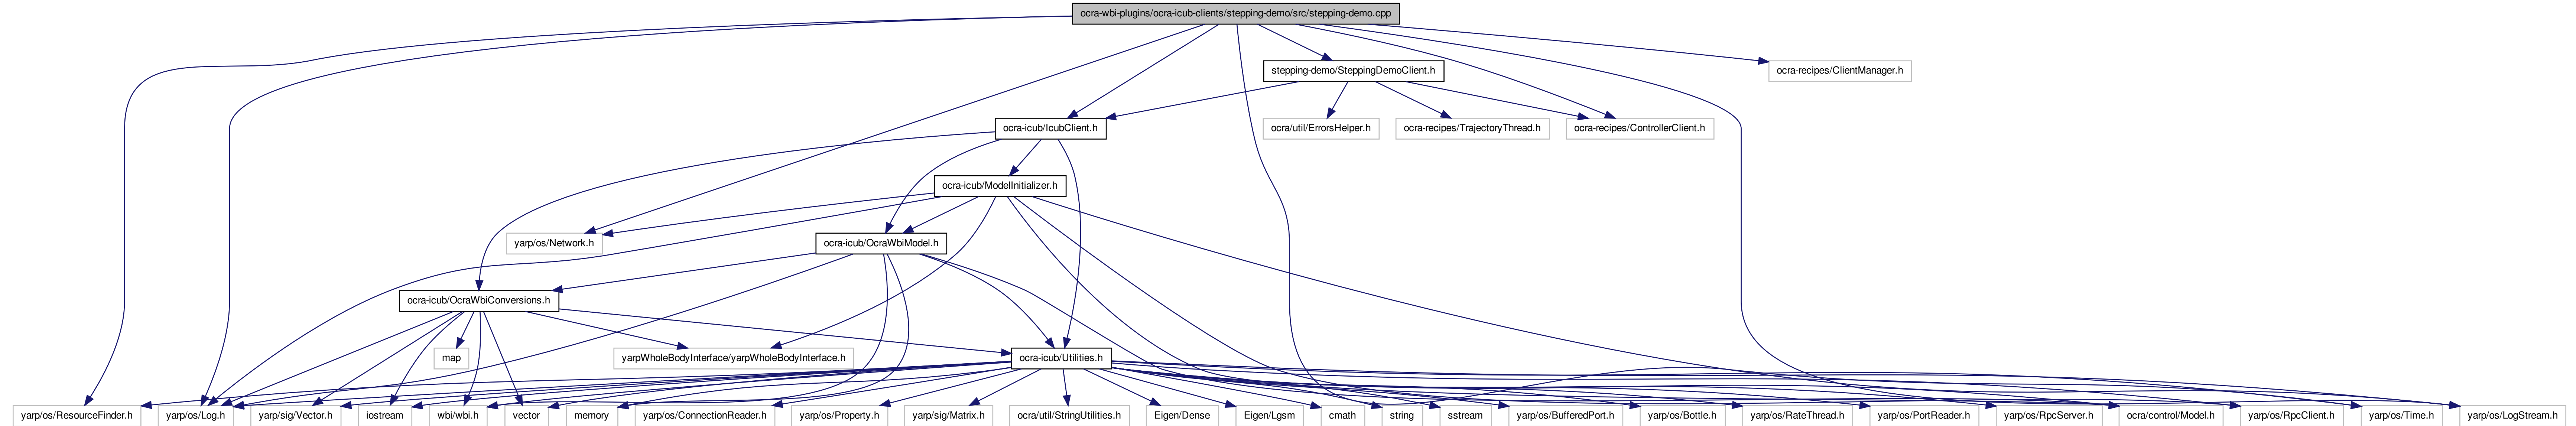 ocra-wbi-plugins/ocra-icub-clients/stepping-demo/src/stepping-demo.cpp
stepping-demo/SteppingDemoClient.h
ocra-recipes/ClientManager.h
ocra-icub/IcubClient.h
ocra/util/ErrorsHelper.h
ocra-recipes/TrajectoryThread.h
ocra-recipes/ControllerClient.h
ocra-icub/ModelInitializer.h
yarp/os/Network.h
ocra-icub/OcraWbiModel.h
ocra-icub/OcraWbiConversions.h
map
yarpWholeBodyInterface/yarpWholeBodyInterface.h
ocra-icub/Utilities.h
yarp/os/ResourceFinder.h
yarp/os/Log.h
yarp/sig/Vector.h
iostream
wbi/wbi.h
vector
memory
yarp/os/ConnectionReader.h
yarp/os/Property.h
yarp/sig/Matrix.h
ocra/util/StringUtilities.h
Eigen/Dense
Eigen/Lgsm
cmath
string
sstream
yarp/os/BufferedPort.h
yarp/os/Bottle.h
yarp/os/RateThread.h
yarp/os/PortReader.h
yarp/os/RpcServer.h
ocra/control/Model.h
yarp/os/RpcClient.h
yarp/os/Time.h
yarp/os/LogStream.h